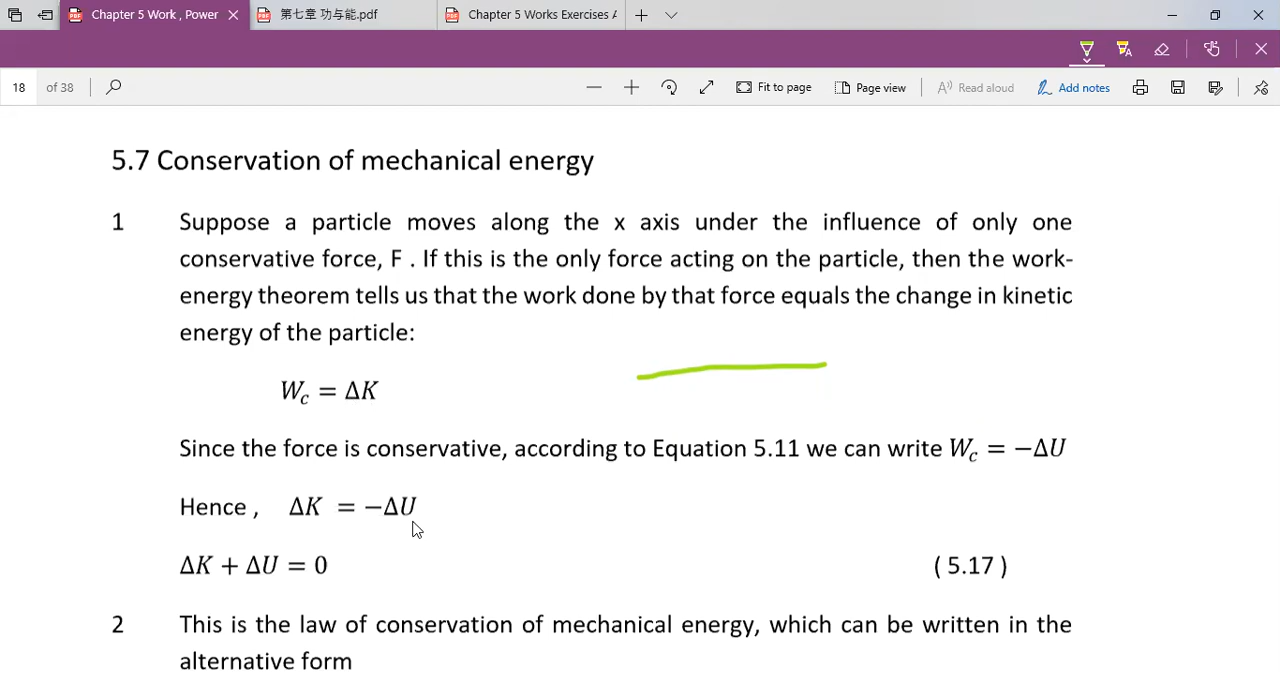 Chapter 5 Work , Power
第七章 功与能.pdf
Chapter 5 Works Exercises A
18 of 38
Fit to page
Page view
Read aloud
Add notes
5.7 Conservation of mechanical energy
1 Suppose a particle moves along the x axis under the influence of only one
conservative force, F . If this is the only force acting on the particle, then the work-
energy theorem tells us that the work done by that force equals the change in kinetic
energy of the particle:
W_c = ΔK
Since the force is conservative, according to Equation 5.11 we can write W_c = −ΔU
Hence , ΔK = −ΔU
ΔK + ΔU = 0 ( 5.17 )
2 This is the law of conservation of mechanical energy, which can be written in the
alternative form